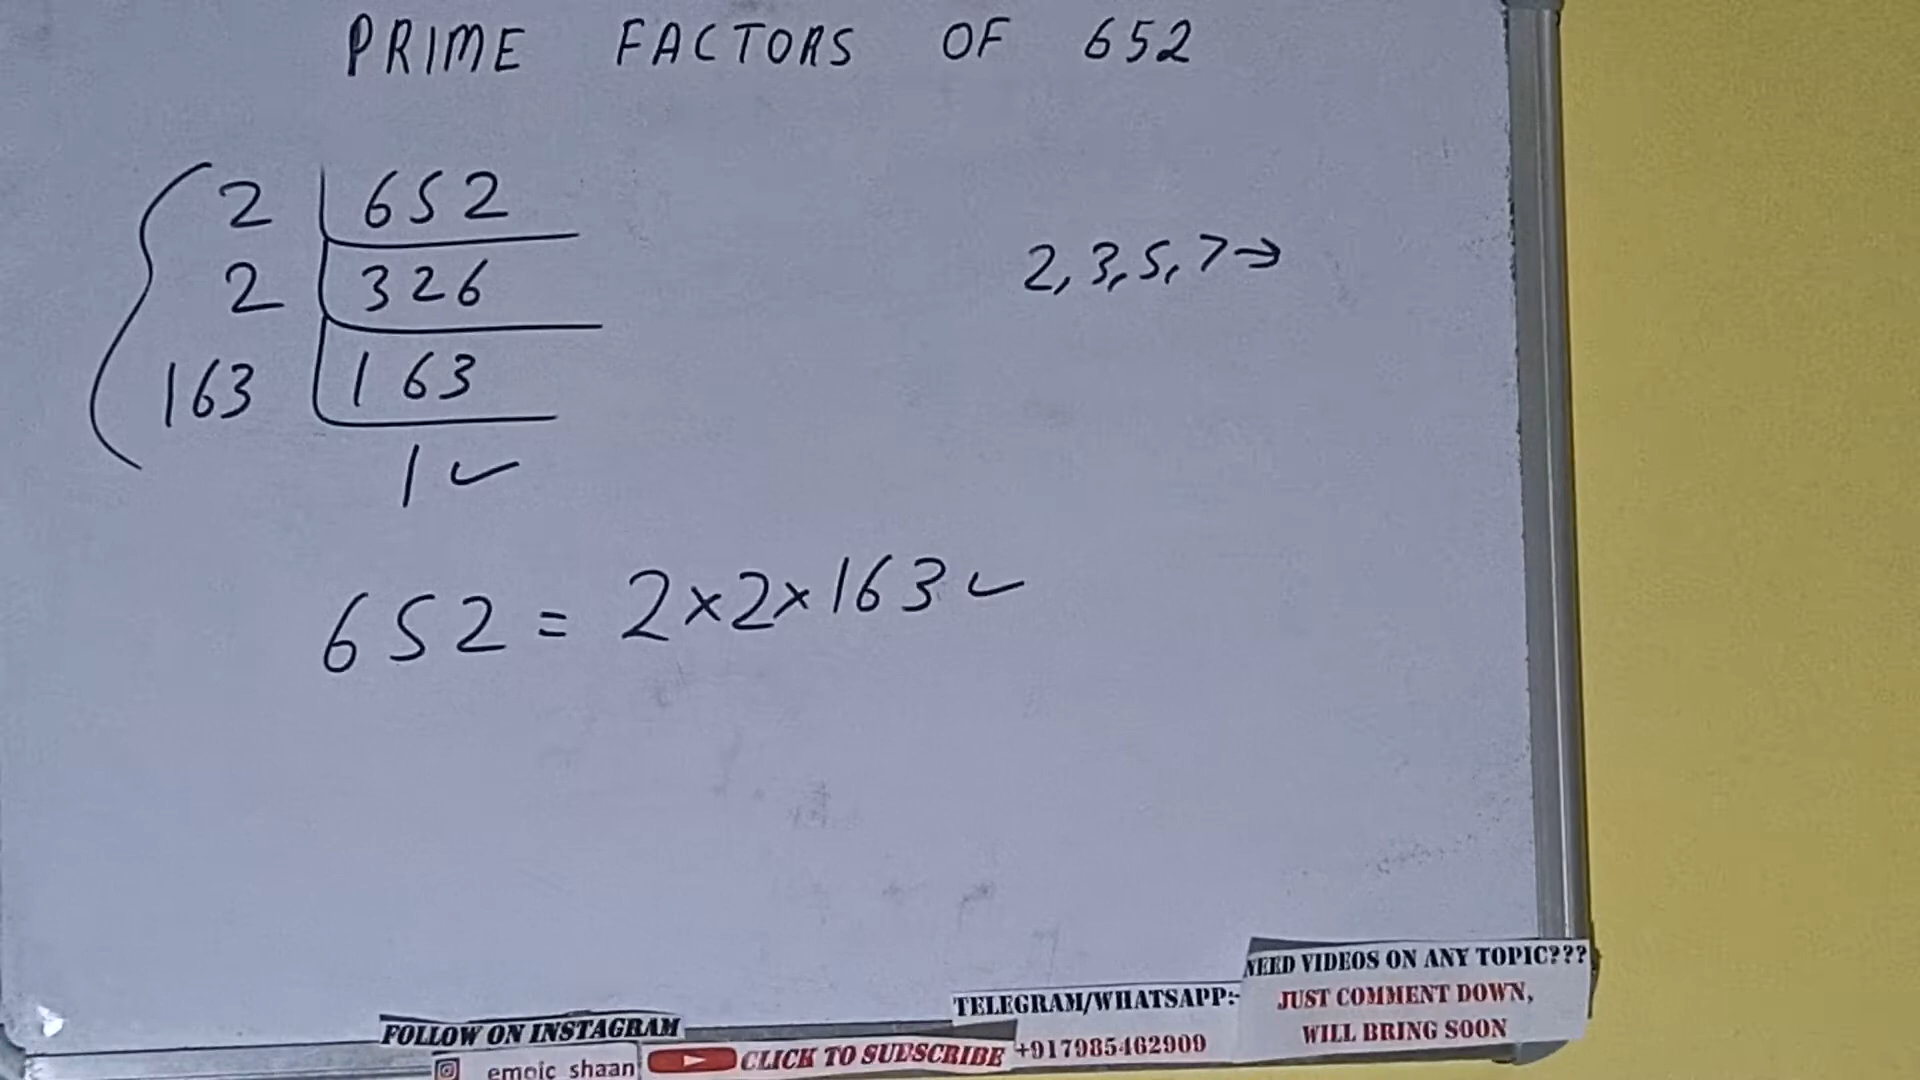 PRIME FACTORS OF 652
2 | 652
2 | 326
163 | 163
1 ✓
2, 3, 5, 7 →
652 = 2×2×163 ✓
NEED VIDEOS ON ANY TOPIC???
JUST COMMENT DOWN,
WILL BRING SOON
TELEGRAM/WHATSAPP:-
+917985462909
FOLLOW ON INSTAGRAM
emoic shaan
CLICK TO SUBSCRIBE